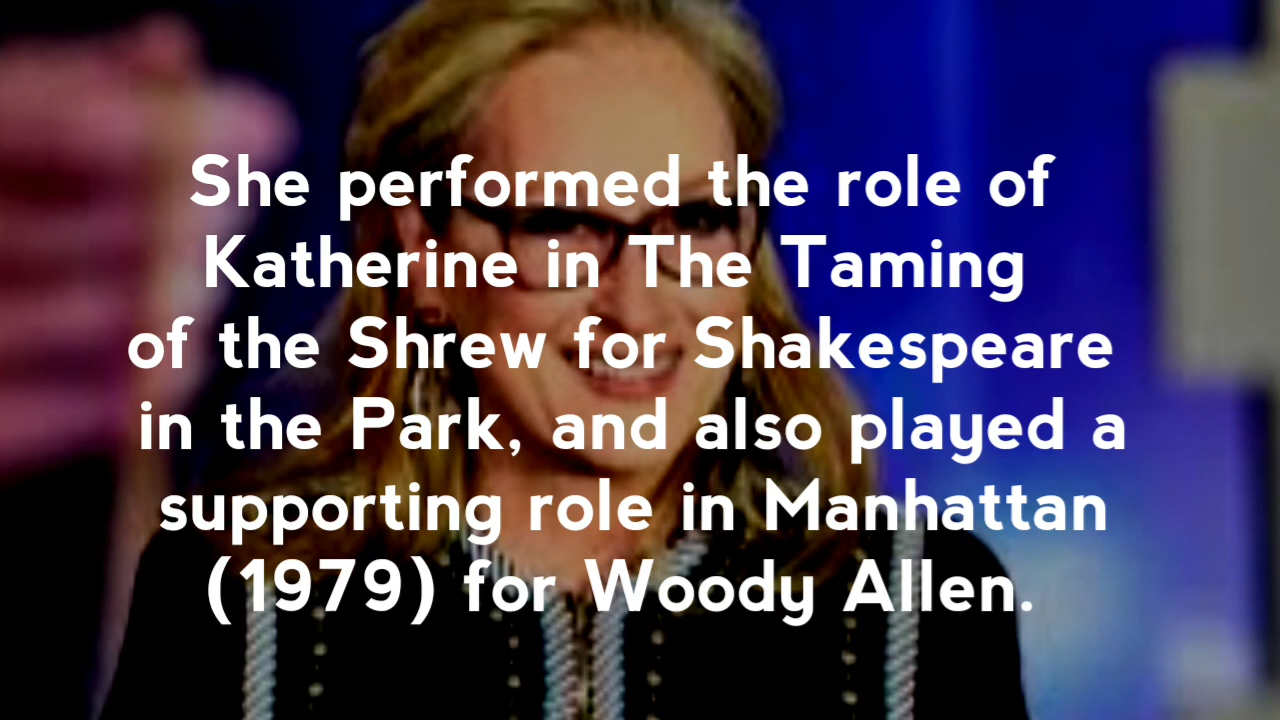 She performed the role of
Katherine in The Taming
of the Shrew for Shakespeare
in the Park, and also played a
supporting role in Manhattan
(1979) for Woody Allen.